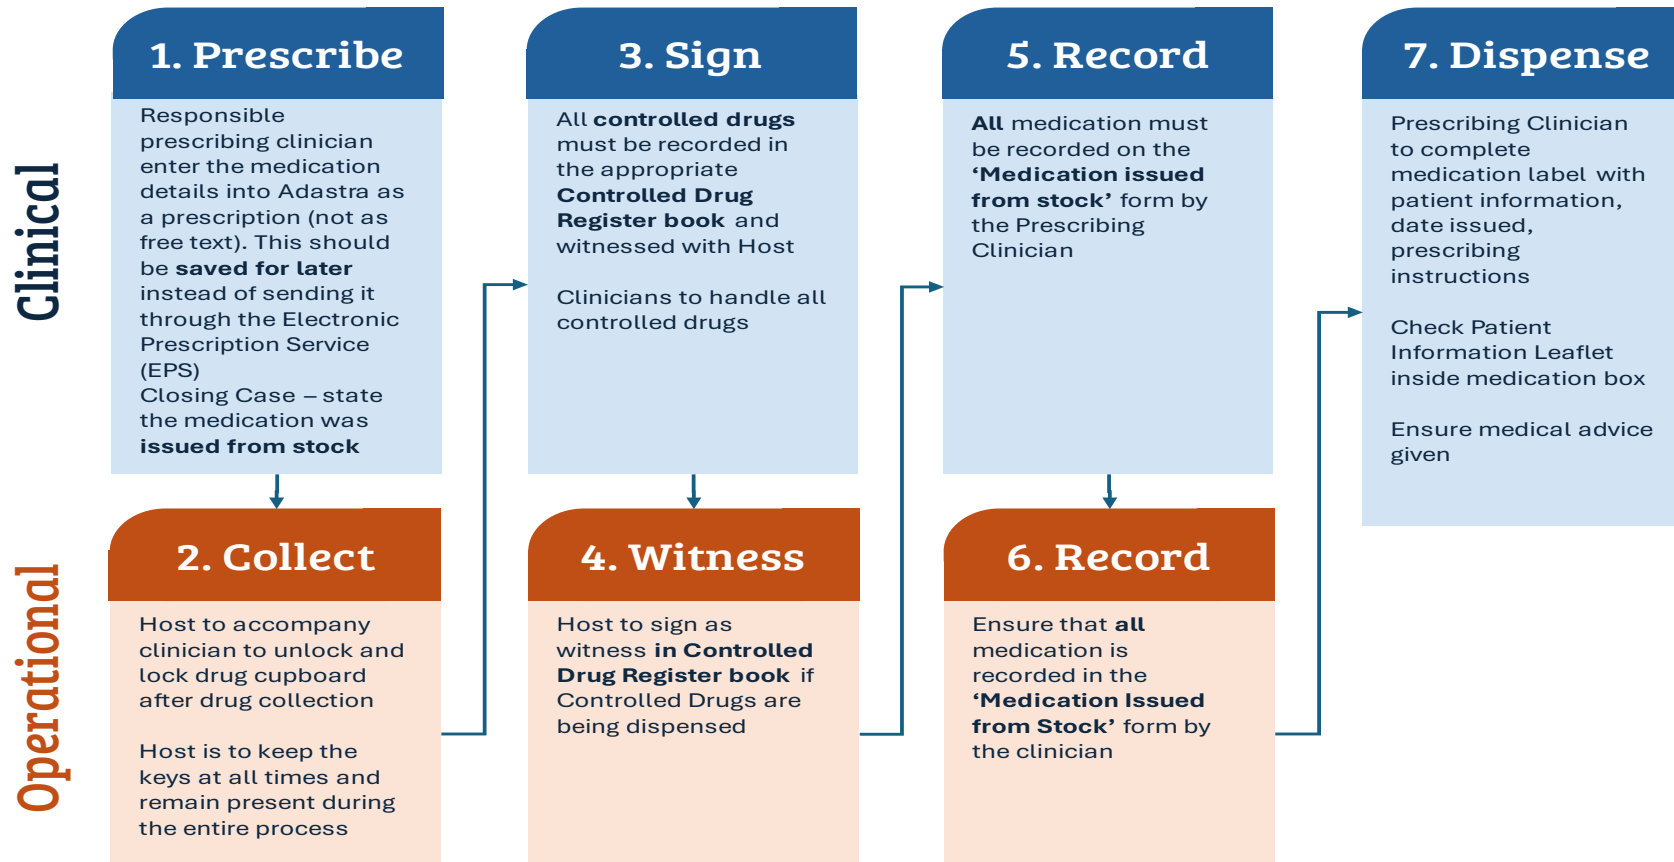 Clinical
1. Prescribe
Responsible
prescribing clinician
enter the medication
details into Adastra as
a prescription (not as
free text). This should
be saved for later
instead of sending it
through the Electronic
Prescription Service
(EPS)
Closing Case – state
the medication was
issued from stock
Operational
2. Collect
Host to accompany
clinician to unlock and
lock drug cupboard
after drug collection
Host is to keep the
keys at all times and
remain present during
the entire process
3. Sign
All controlled drugs
must be recorded in
the appropriate
Controlled Drug
Register book and
witnessed with Host
Clinicians to handle all
controlled drugs
4. Witness
Host to sign as
witness in Controlled
Drug Register book if
Controlled Drugs are
being dispensed
5. Record
All medication must
be recorded on the
‘Medication issued
from stock’ form by
the Prescribing
Clinician
6. Record
Ensure that all
medication is
recorded in the
‘Medication Issued
from Stock’ form by
the clinician
7. Dispense
Prescribing Clinician
to complete
medication label with
patient information,
date issued,
prescribing
instructions
Check Patient
Information Leaflet
inside medication box
Ensure medical advice
given